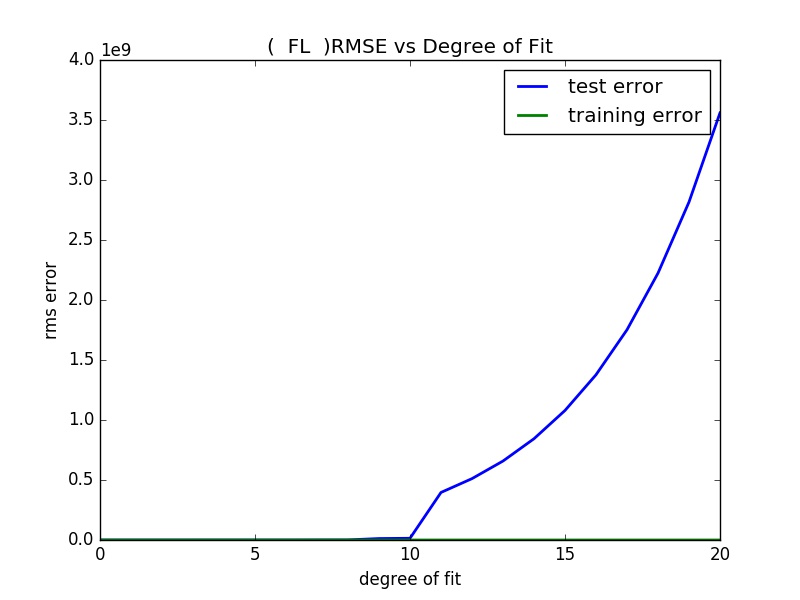 (  FL  )RMSE vs Degree of Fit
1e9
4.0
3.5
3.0
2.5
2.0
1.5
1.0
0.5
0.0
rms error
test error
training error
0 5 10 15 20
degree of fit